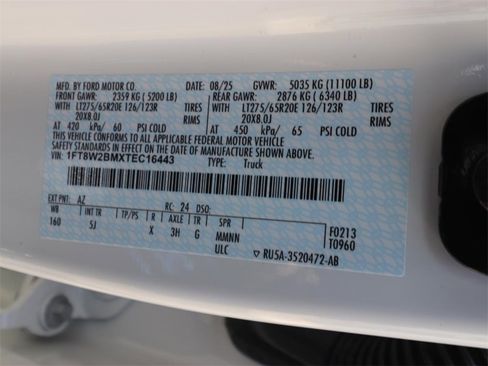 MFD. BY FORD MOTOR CO. 08/25 GVWR: 5035 KG (11100 LB)
FRONT GAWR: 2359 KG (5200 LB) REAR GAWR: 2876 KG (6340 LB)
WITH LT275/65R20E 126/123R TIRES WITH LT275/65R20E 126/123R TIRES
20X8.0J RIMS 20X8.0J RIMS
AT 420 kPa/ 60 PSI COLD AT 450 kPa/ 65 PSI COLD
THIS VEHICLE CONFORMS TO ALL APPLICABLE FEDERAL MOTOR VEHICLE
SAFETY STANDARDS IN EFFECT ON THE DATE OF MANUFACTURE SHOWN ABOVE.
VIN: 1FT8W2BMXTEC16443 TYPE: Truck
EXT PNT: AZ RC: 24 DSO:
WB INT TR TP/PS R AXLE TR SPR
160 5J X 3H G MMNN
ULC
F0213
T0960
▽ RU5A-3520472-AB